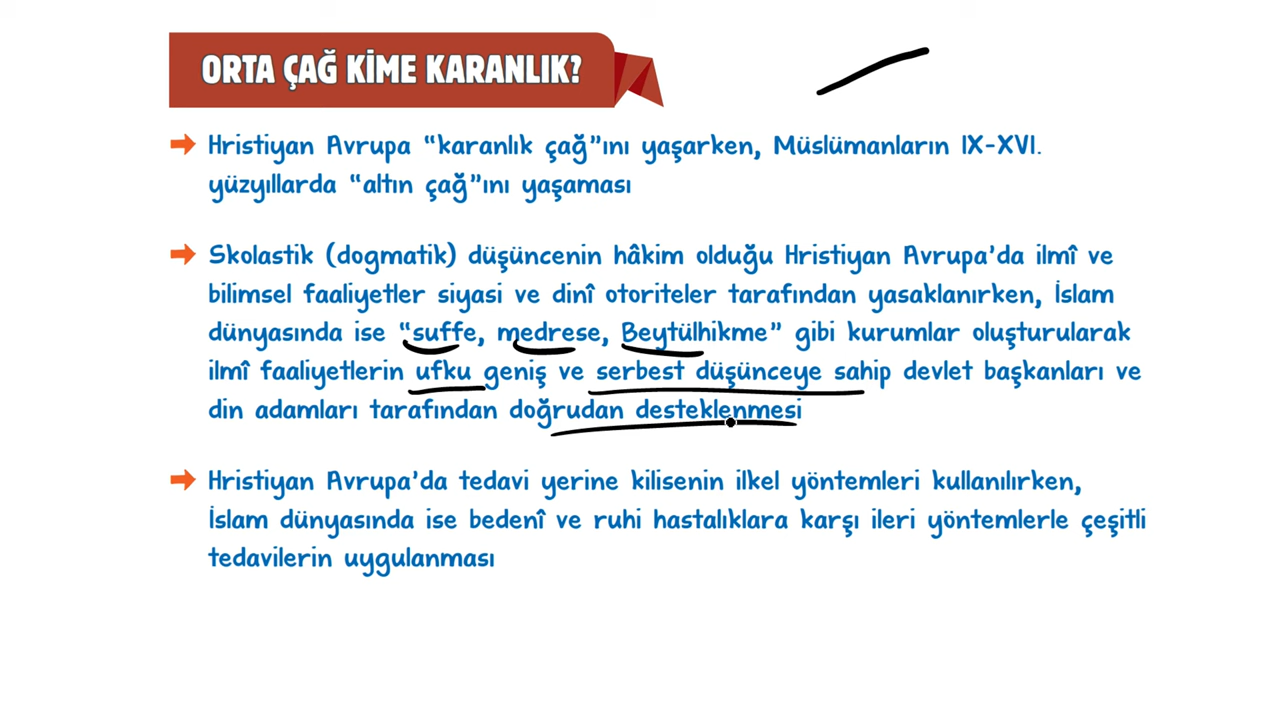 ORTA ÇAĞ KİME KARANLIK?
Hristiyan Avrupa “karanlık çağ”ını yaşarken, Müslümanların IX-XVI.
yüzyıllarda “altın çağ”ını yaşaması
Skolastik (dogmatik) düşüncenin hâkim olduğu Hristiyan Avrupa'da ilmî ve
bilimsel faaliyetler siyasi ve dinî otoriteler tarafından yasaklanırken, İslam
dünyasında ise “suffe, medrese, Beytülhikme” gibi kurumlar oluşturularak
ilmî faaliyetlerin ufku geniş ve serbest düşünceye sahip devlet başkanları ve
din adamları tarafından doğrudan desteklenmesi
Hristiyan Avrupa'da tedavi yerine kilisenin ilkel yöntemleri kullanılırken,
İslam dünyasında ise bedenî ve ruhi hastalıklara karşı ileri yöntemlerle çeşitli
tedavilerin uygulanması